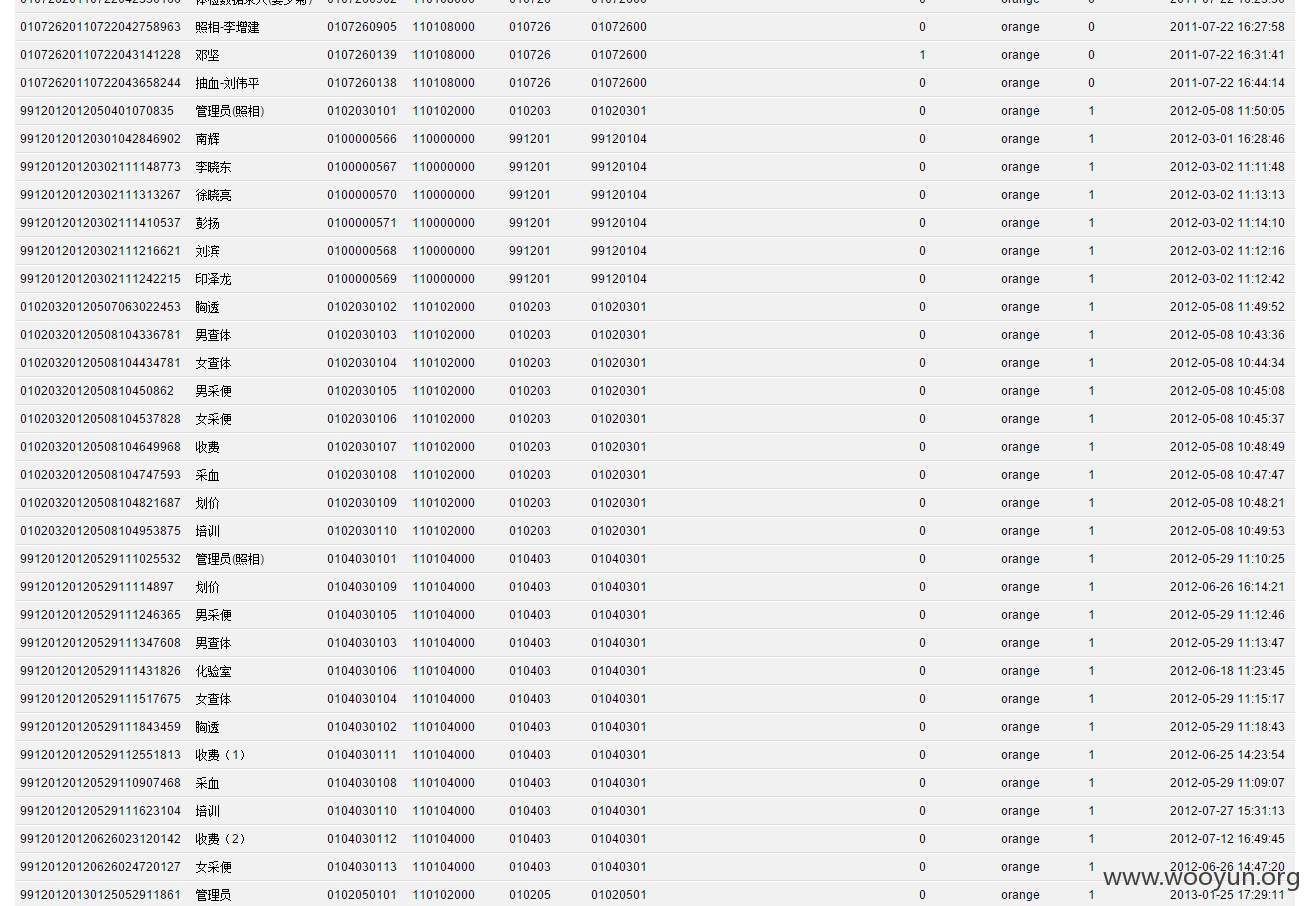 01072620110722042758963 照相-李增建 0107260905 110108000 010726 01072600 0 orange 0 2011-07-22 16:27:58
01072620110722043141228 邓坚 0107260139 110108000 010726 01072600 1 orange 0 2011-07-22 16:31:41
01072620110722043658244 抽血-刘伟平 0107260138 110108000 010726 01072600 0 orange 0 2011-07-22 16:44:14
9912012012050401070835 管理员(照相) 0102030101 110102000 010203 01020301 0 orange 1 2012-05-08 11:50:05
99120120120301042846902 南辉 0100000566 110000000 991201 99120104 0 orange 1 2012-03-01 16:28:46
99120120120302111148773 李晓东 0100000567 110000000 991201 99120104 0 orange 1 2012-03-02 11:11:48
99120120120302111313267 徐晓亮 0100000570 110000000 991201 99120104 0 orange 1 2012-03-02 11:13:13
99120120120302111410537 彭扬 0100000571 110000000 991201 99120104 0 orange 1 2012-03-02 11:14:10
99120120120302111216621 刘滨 0100000568 110000000 991201 99120104 0 orange 1 2012-03-02 11:12:16
99120120120302111242215 印泽龙 0100000569 110000000 991201 99120104 0 orange 1 2012-03-02 11:12:42
01020320120507063022453 胸透 0102030102 110102000 010203 01020301 0 orange 1 2012-05-08 11:49:52
01020320120508104336781 男查体 0102030103 110102000 010203 01020301 0 orange 1 2012-05-08 10:43:36
01020320120508104434781 女查体 0102030104 110102000 010203 01020301 0 orange 1 2012-05-08 10:44:34
0102032012050810450862 男采便 0102030105 110102000 010203 01020301 0 orange 1 2012-05-08 10:45:08
01020320120508104537828 女采便 0102030106 110102000 010203 01020301 0 orange 1 2012-05-08 10:45:37
01020320120508104649968 收费 0102030107 110102000 010203 01020301 0 orange 1 2012-05-08 10:48:49
01020320120508104747593 采血 0102030108 110102000 010203 01020301 0 orange 1 2012-05-08 10:47:47
01020320120508104821687 划价 0102030109 110102000 010203 01020301 0 orange 1 2012-05-08 10:48:21
01020320120508104953875 培训 0102030110 110102000 010203 01020301 0 orange 1 2012-05-08 10:49:53
99120120120529111025532 管理员(照相) 0104030101 110104000 010403 01040301 0 orange 1 2012-05-29 11:10:25
9912012012052911114897 划价 0104030109 110104000 010403 01040301 0 orange 1 2012-06-26 16:14:21
99120120120529111246365 男采便 0104030105 110104000 010403 01040301 0 orange 1 2012-05-29 11:12:46
99120120120529111347608 男查体 0104030103 110104000 010403 01040301 0 orange 1 2012-05-29 11:13:47
99120120120529111431826 化验室 0104030106 110104000 010403 01040301 0 orange 1 2012-06-18 11:23:45
99120120120529111517675 女查体 0104030104 110104000 010403 01040301 0 orange 1 2012-05-29 11:15:17
99120120120529111843459 胸透 0104030102 110104000 010403 01040301 0 orange 1 2012-05-29 11:18:43
99120120120529112551813 收费（1） 0104030111 110104000 010403 01040301 0 orange 1 2012-06-25 14:23:54
99120120120529110907468 采血 0104030108 110104000 010403 01040301 0 orange 1 2012-05-29 11:09:07
99120120120529111623104 培训 0104030110 110104000 010403 01040301 0 orange 1 2012-07-27 15:31:13
99120120120626023120142 收费（2） 0104030112 110104000 010403 01040301 0 orange 1 2012-07-12 16:49:45
99120120120626024720127 女采便 0104030113 110104000 010403 01040301 0 orange 1 2012-06-26 14:47:20
99120120130125052911861 管理员 0102050101 110102000 010205 01020501 0 orange 1 2013-01-25 17:29:11
www.wooyun.org